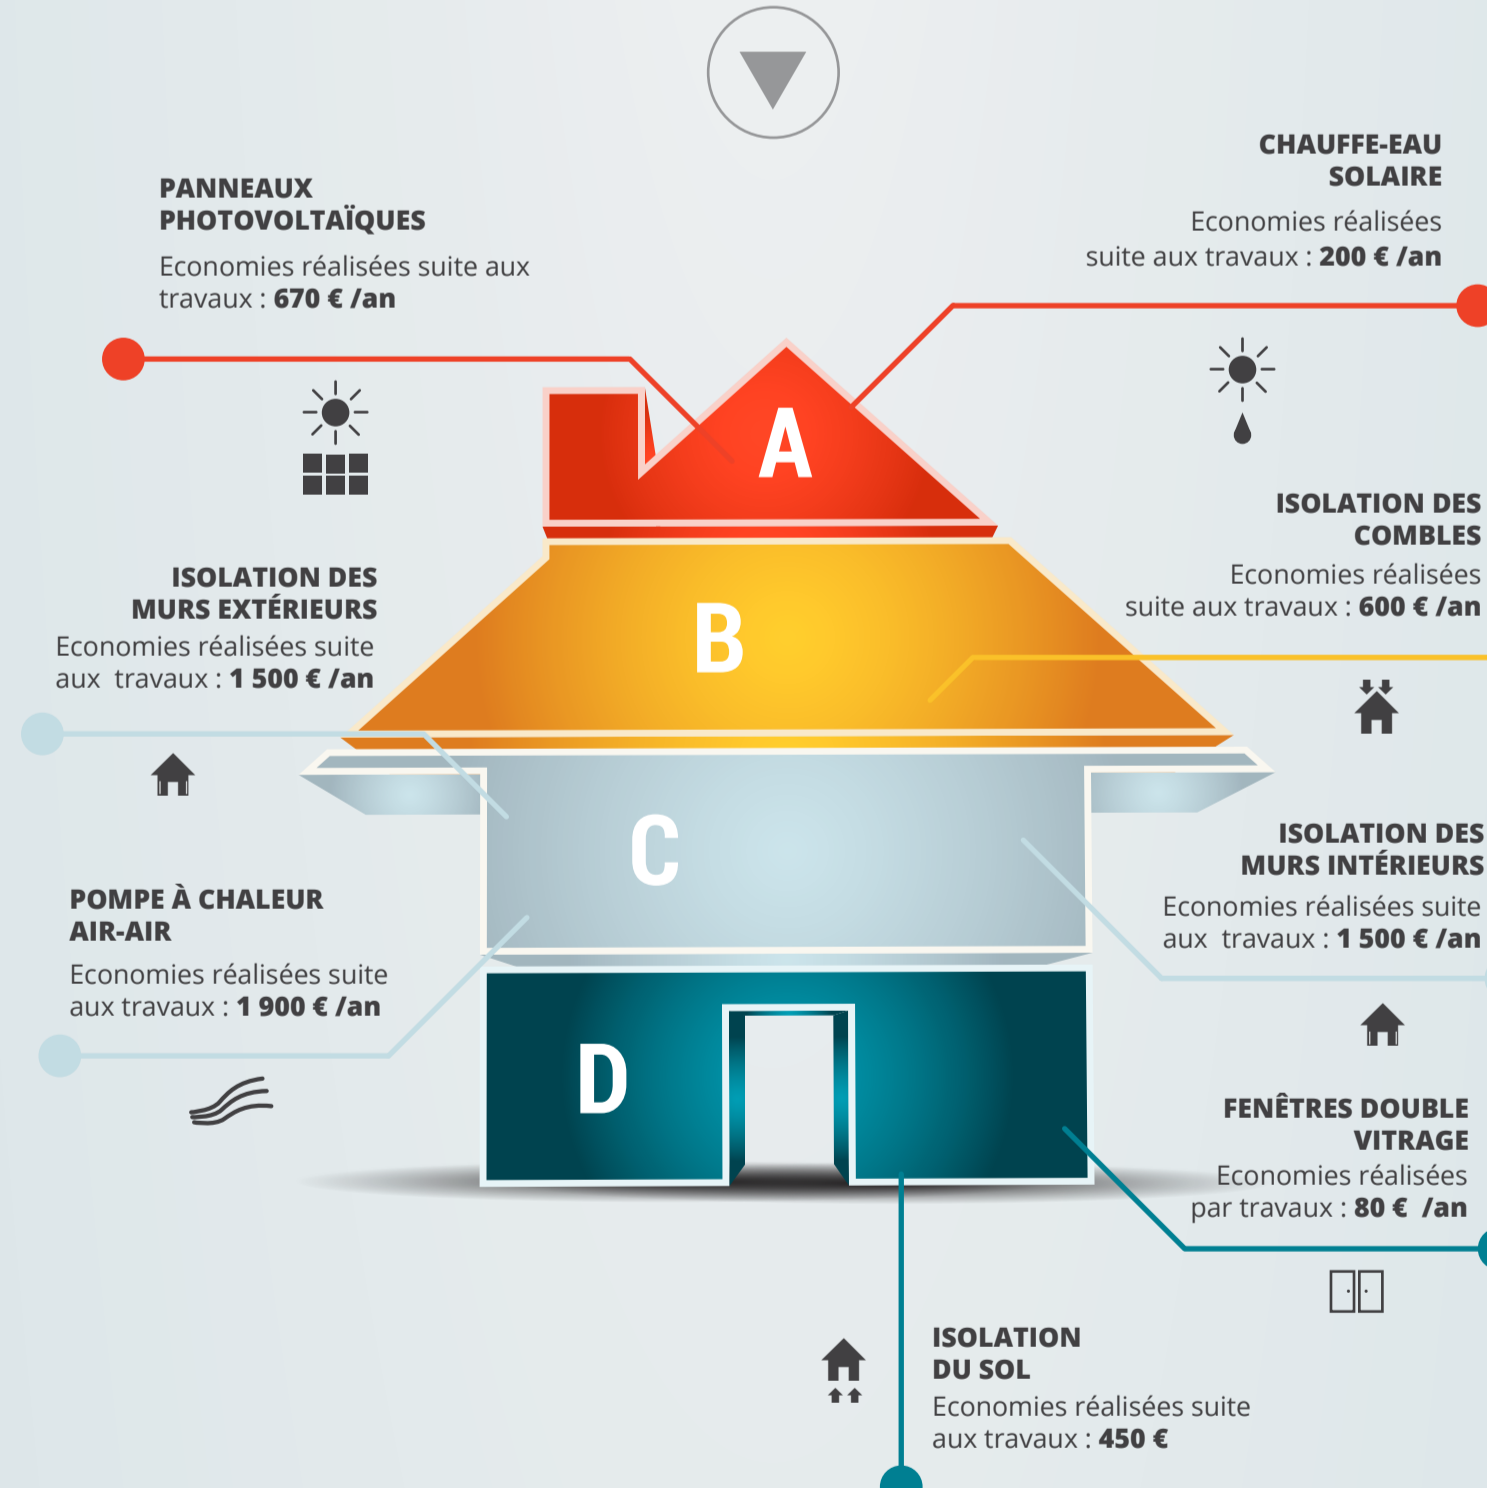 PANNEAUX
PHOTOVOLTAÏQUES
Economies réalisées suite aux
travaux : 670 € /an
CHAUFFE-EAU
SOLAIRE
Economies réalisées
suite aux travaux : 200 € /an
A
ISOLATION DES
COMBLES
Economies réalisées
suite aux travaux : 600 € /an
ISOLATION DES
MURS EXTÉRIEURS
Economies réalisées suite
aux  travaux : 1 500 € /an
B
C
ISOLATION DES
MURS INTÉRIEURS
Economies réalisées suite
aux  travaux : 1 500 € /an
POMPE À CHALEUR
AIR-AIR
Economies réalisées suite
aux travaux : 1 900 € /an
D
FENÊTRES DOUBLE
VITRAGE
Economies réalisées
par travaux : 80 €  /an
ISOLATION
DU SOL
Economies réalisées suite
aux travaux : 450 €